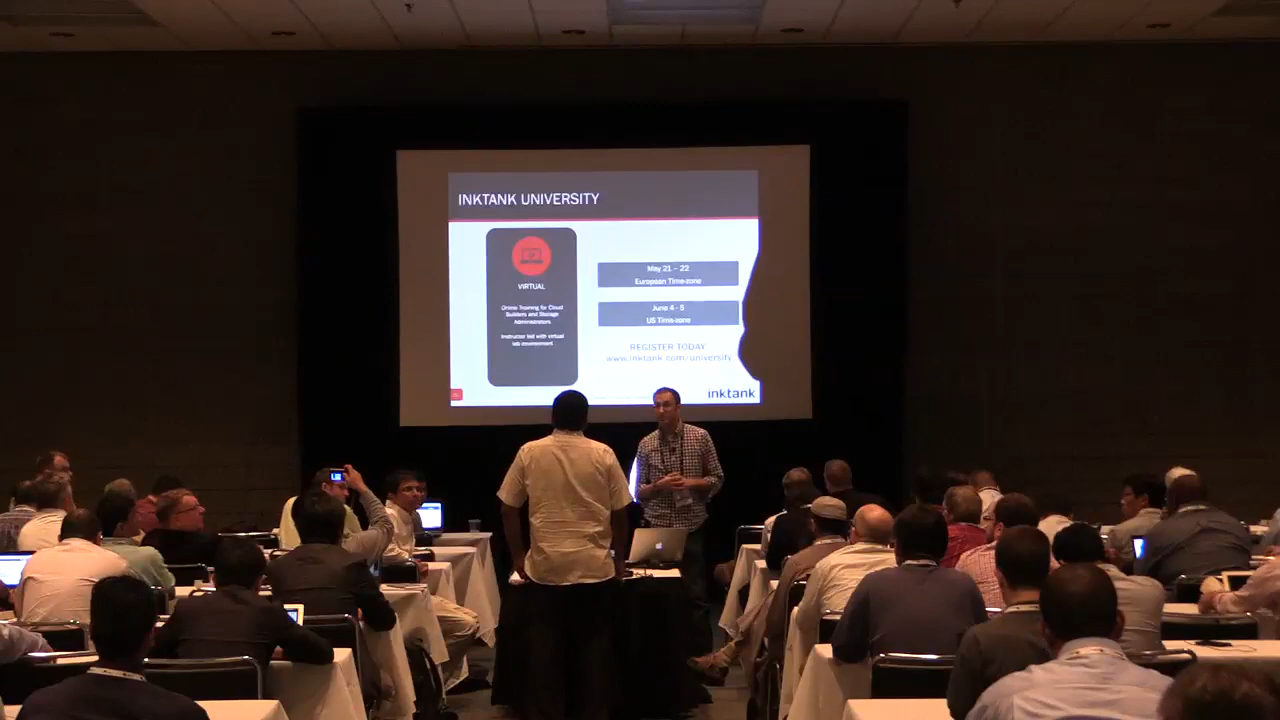 INKTANK UNIVERSITY
VIRTUAL
Online Training for Cloud
Builders and Storage
Administrators
Instructor led with virtual
lab environment
May 21 – 22
European Time-zone
June 4 - 5
US Time-zone
REGISTER TODAY
www.inktank.com/university
inktank